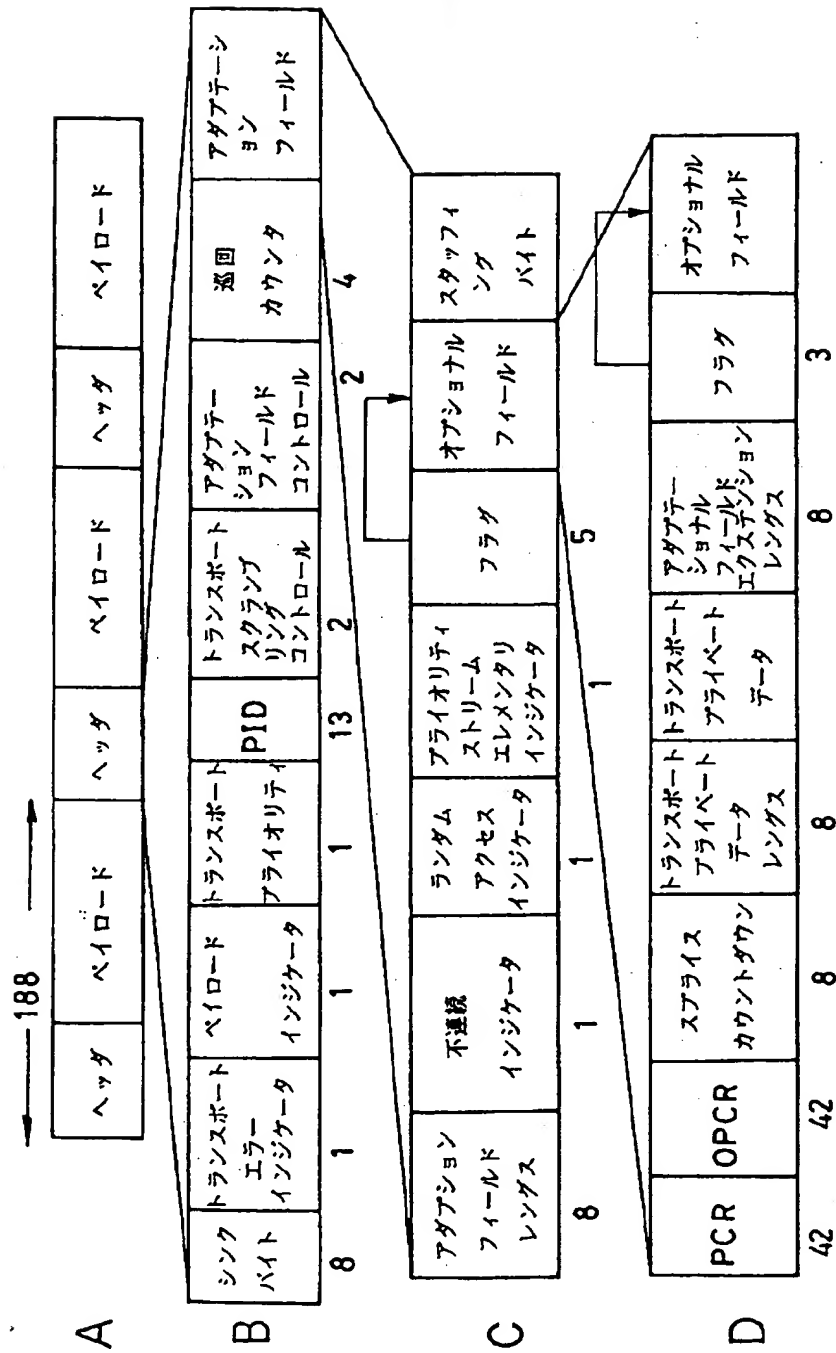 A
188
ヘッダ
ペイロード
ヘッダ
ペイロード
ヘッダ
ペイロード
B
シンク
バイト
トランスポート
エラー
インジケータ
ペイロード
インジケータ
トランスポート
プライオリティ
PID
トランスポート
スクランブ
リング
コントロール
アダプテー
ション
フィールド
コントロール
巡回
カウンタ
アダプテーシ
ョン
フィールド
8
1
1
1
13
2
2
4
C
アダプション
フィールド
レングス
不連続
インジケータ
ランダム
アクセス
インジケータ
プライオリティ
ストリーム
エレメンタリ
インジケータ
フラグ
オプショナル
フィールド
スタッフィ
ング
バイト
8
1
1
1
5
D
PCR
OPCR
スプライス
カウントダウン
トランスポート
プライベート
データ
レングス
トランスポート
プライベート
データ
アダプテー
ショナル
フィールド
エクステンション
レングス
フラグ
オプショナル
フィールド
42
42
8
8
8
3